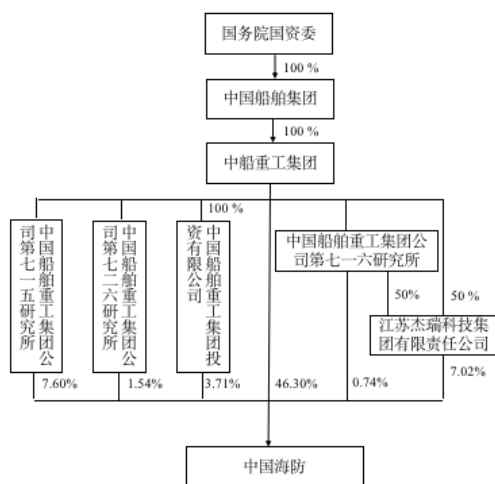 国务院国资委
100 %
中国船舶集团
100 %
中船重工集团
100 %
中国船舶重工集团公
司第七一五研究所
中国船舶重工集团公
司第七二六研究所
中国船舶重工集团投
资有限公司
中国船舶重工集团公
司第七一六研究所
50%
50 %
江苏杰瑞科技集
团有限责任公司
7.60%
1.54%
3.71%
46.30%
0.74%
7.02%
中国海防